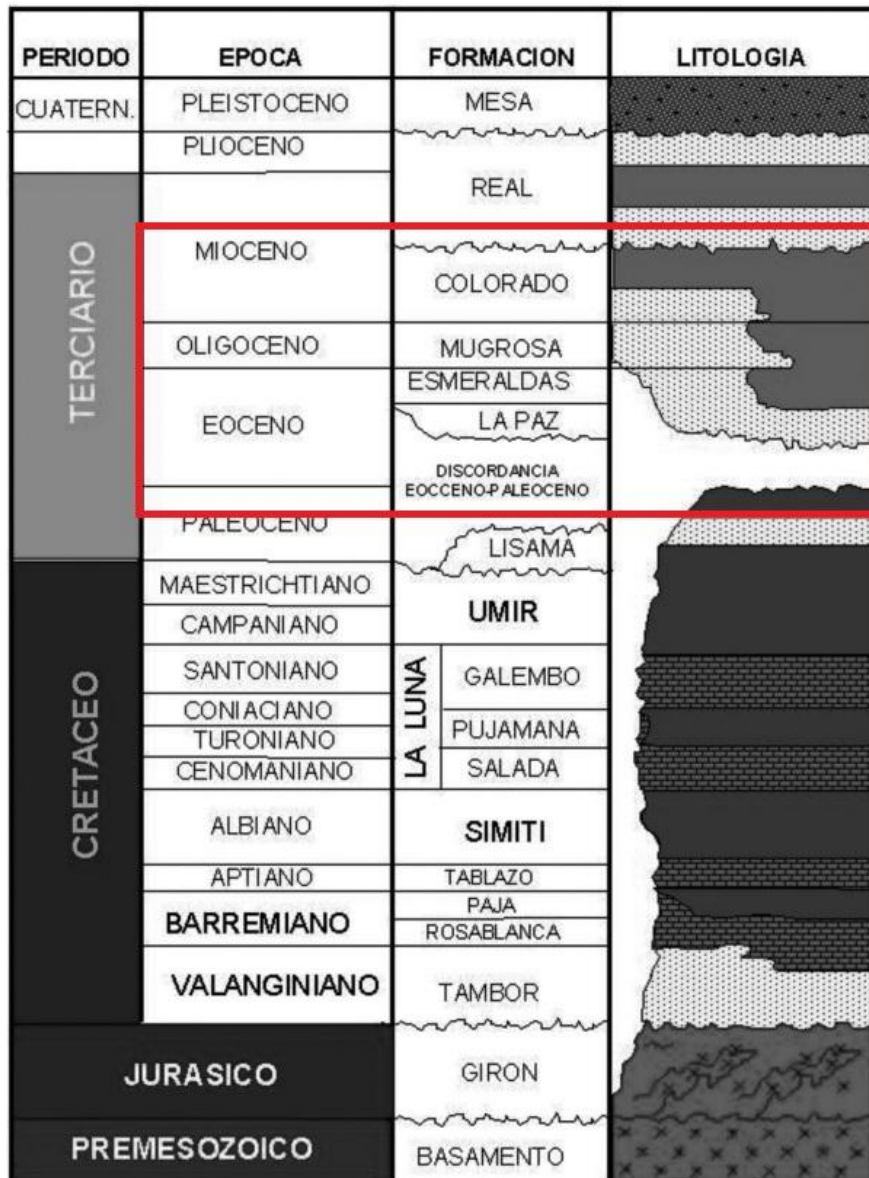 PERIODO EPOCA FORMACION LITOLOGIA
CUATERN. PLEISTOCENO MESA
PLIOCENO
REAL
TERCIARIO
MIOCENO
COLORADO
OLIGOCENO MUGROSA
ESMERALDAS
EOCENO LA PAZ
DISCORDANCIA
EOCCENO-PALEOCENO
PALEOCENO
LISAMA
CRETACEO
MAESTRICHTIANO
UMIR
CAMPANIANO
LA LUNA
SANTONIANO GALEMBO
CONIACIANO
PUJAMANA
TURONIANO
CENOMANIANO SALADA
ALBIANO SIMITI
APTIANO TABLAZO
PAJA
BARREMIANO
ROSABLANCA
VALANGINIANO TAMBOR
JURASICO GIRON
PREMESOZOICO BASAMENTO